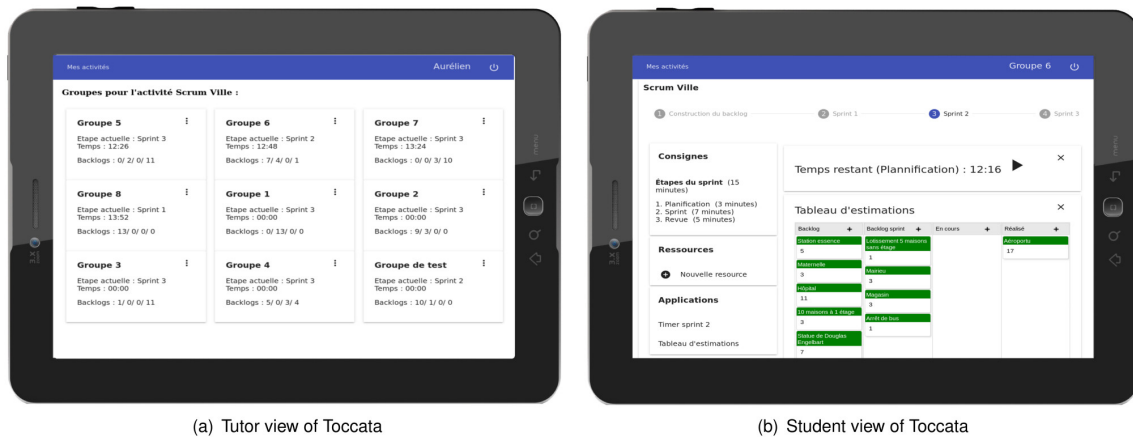 Mes activités
Aurélien
Groupes pour l'activité Scrum Ville :
Groupe 5
Etape actuelle : Sprint 3
Temps : 12:26
Backlogs : 0/ 2/ 0/ 11
Groupe 6
Etape actuelle : Sprint 2
Temps : 12:48
Backlogs : 7/ 4/ 0/ 1
Groupe 7
Etape actuelle : Sprint 3
Temps : 13:24
Backlogs : 0/ 0/ 3/ 10
Groupe 8
Etape actuelle : Sprint 1
Temps : 13:52
Backlogs : 13/ 0/ 0/ 0
Groupe 1
Etape actuelle : Sprint 3
Temps : 00:00
Backlogs : 0/ 13/ 0/ 0
Groupe 2
Etape actuelle : Sprint 3
Temps : 00:00
Backlogs : 9/ 3/ 0/ 0
Groupe 3
Etape actuelle : Sprint 3
Temps : 00:00
Backlogs : 1/ 0/ 0/ 11
Groupe 4
Etape actuelle : Sprint 3
Temps : 00:00
Backlogs : 5/ 0/ 3/ 4
Groupe de test
Etape actuelle : Sprint 2
Temps : 00:00
Backlogs : 10/ 1/ 0/ 0
menu
3.X
zoom
(a) Tutor view of Toccata
Mes activités
Groupe 6
Scrum Ville
1 Construction du backlog
2 Sprint 1
3 Sprint 2
4 Sprint 3
Consignes
Étapes du sprint (15
minutes)
1. Planification (3 minutes)
2. Sprint (7 minutes)
3. Revue (5 minutes)
Ressources
Nouvelle resource
Applications
Timer sprint 2
Tableau d'estimations
Temps restant (Plannification) : 12:16
Tableau d'estimations
Backlog +
Station essence
5
Maternelle
3
Hôpital
11
10 maisons à 1 étage
3
Statue de Douglas
Engelbart
7
Backlog sprint +
Lotissement 5 maisons
sans étage
1
Mairies
3
Magasin
3
Arrêt de bus
1
En cours +
Réalisé +
Aéroportu
17
menu
3.X
zoom
(b) Student view of Toccata